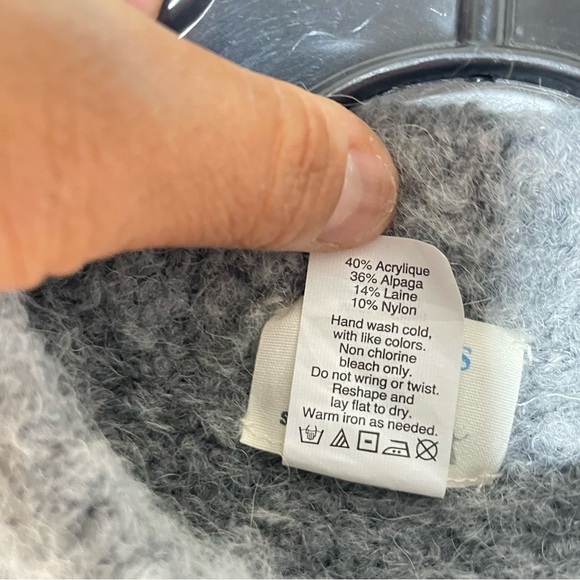 40% Acrylique
36% Alpaga
14% Laine
10% Nylon
Hand wash cold,
with like colors.
Non chlorine
bleach only.
Do not wring or twist.
Reshape and
lay flat to dry.
Warm iron as needed.